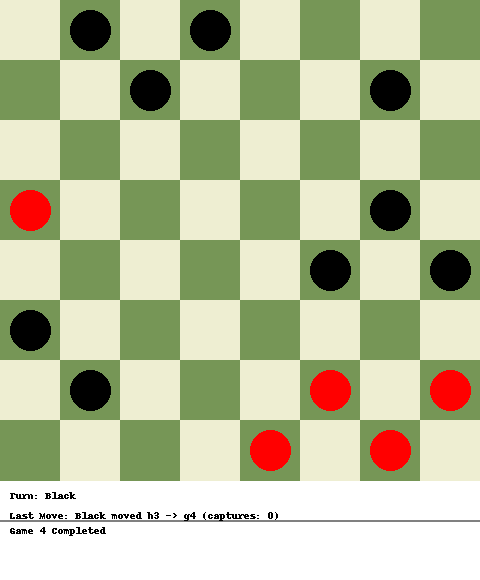 Turn: Black
Last Move: Black moved h3 -> g4 (captures: 0)
Game 4 Completed